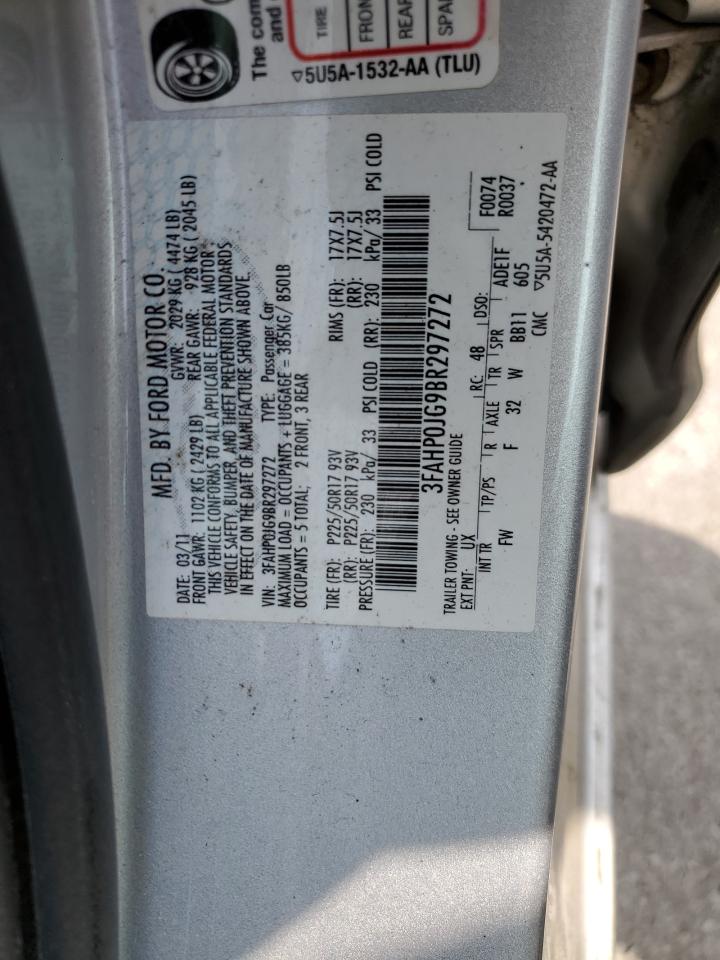 The com
and
TIRE
FRON
REAR
SPAR
▽5U5A-1532-AA (TLU)
MFD. BY FORD MOTOR CO.
DATE: 03/11 GVWR: 2029 KG ( 4474 LB)
FRONT GAWR: 1102 KG ( 2429 LB) REAR GAWR: 928 KG ( 2045 LB)
THIS VEHICLE CONFORMS TO ALL APPLICABLE FEDERAL MOTOR
VEHICLE SAFETY, BUMPER, AND THEFT PREVENTION STANDARDS
IN EFFECT ON THE DATE OF MANUFACTURE SHOWN ABOVE.
VIN: 3FAHP0JG9BR297272 TYPE: Passenger Car
MAXIMUM LOAD = OCCUPANTS + LUGGAGE = 385KG/ 850LB
OCCUPANTS = 5 TOTAL; 2 FRONT, 3 REAR
TIRE (FR): P225/50R17 93V RIMS (FR): 17X7.5J
(RR): P225/50R17 93V (RR): 17X7.5J
PRESSURE (FR): 230 kPa/ 33 PSI COLD (RR): 230 kPa/ 33 PSI COLD
3FAHP0JG9BR297272
TRAILER TOWING - SEE OWNER GUIDE
EXT PNT: UX RC: 48 DSO: F0074
R0037
INT TR TP/PS R AXLE TR SPR ADE1F
FW F 32 W BB11 605
CMC ▽5U5A-5420472-AA